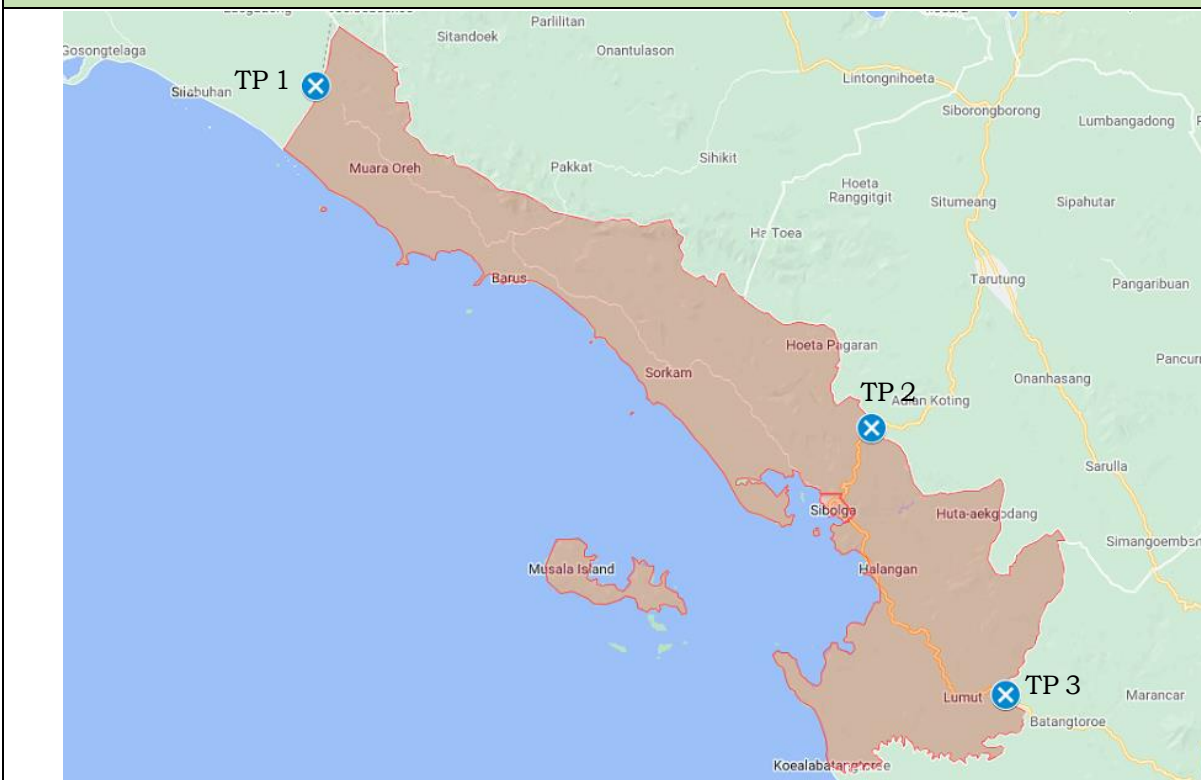 Parlilitan
Sitandoek
Gosongtelaga
Onantulason
TP 1
Lintongnihoeta
Siborongborong
Lumbangadong
Muara Oreh
Pakkat
Sihikit
Hoeta
Ranggitgit
Situmeang
Sipahutar
Ha Toea
Barus
Tarutung
Pangaribuan
Hoeta Pagaran
Sorkam
Pancur
Onanhasang
TP 2
Adian Koting
Sarulla
Sibolga
Huta-aekgodang
Simangoemban
Musala Island
Halangan
TP 3
Lumut
Marancar
Batangtoroe